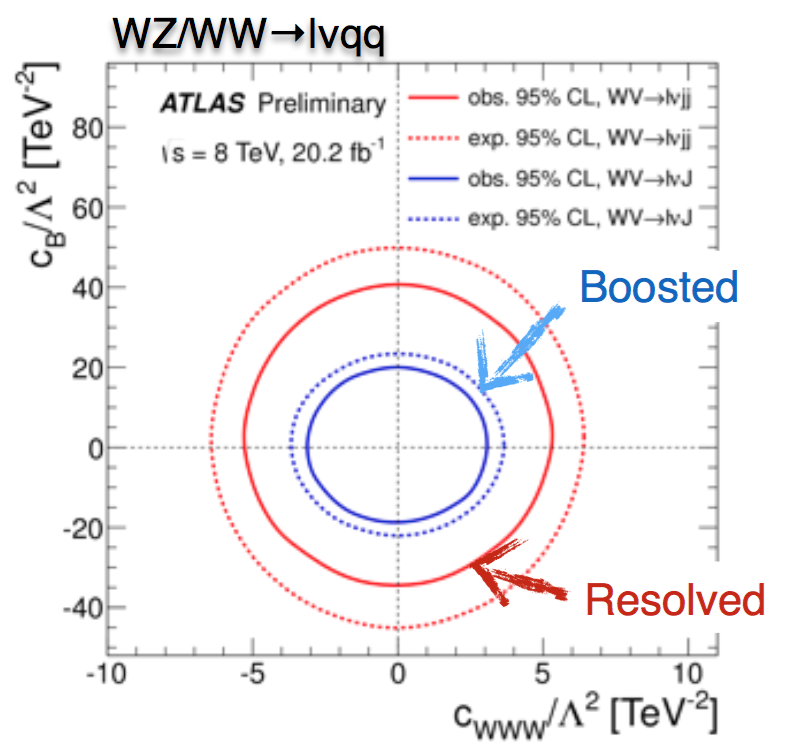 WZ/WW→lνqq
ATLAS Preliminary
√s = 8 TeV, 20.2 fb⁻¹
obs. 95% CL, WV→lνjj
exp. 95% CL, WV→lνjj
obs. 95% CL, WV→lνJ
exp. 95% CL, WV→lνJ
c_B/Λ² [TeV⁻²]
80
60
40
20
0
-20
-40
Boosted
Resolved
-10 -5 0 5 10
c_WWW/Λ² [TeV⁻²]